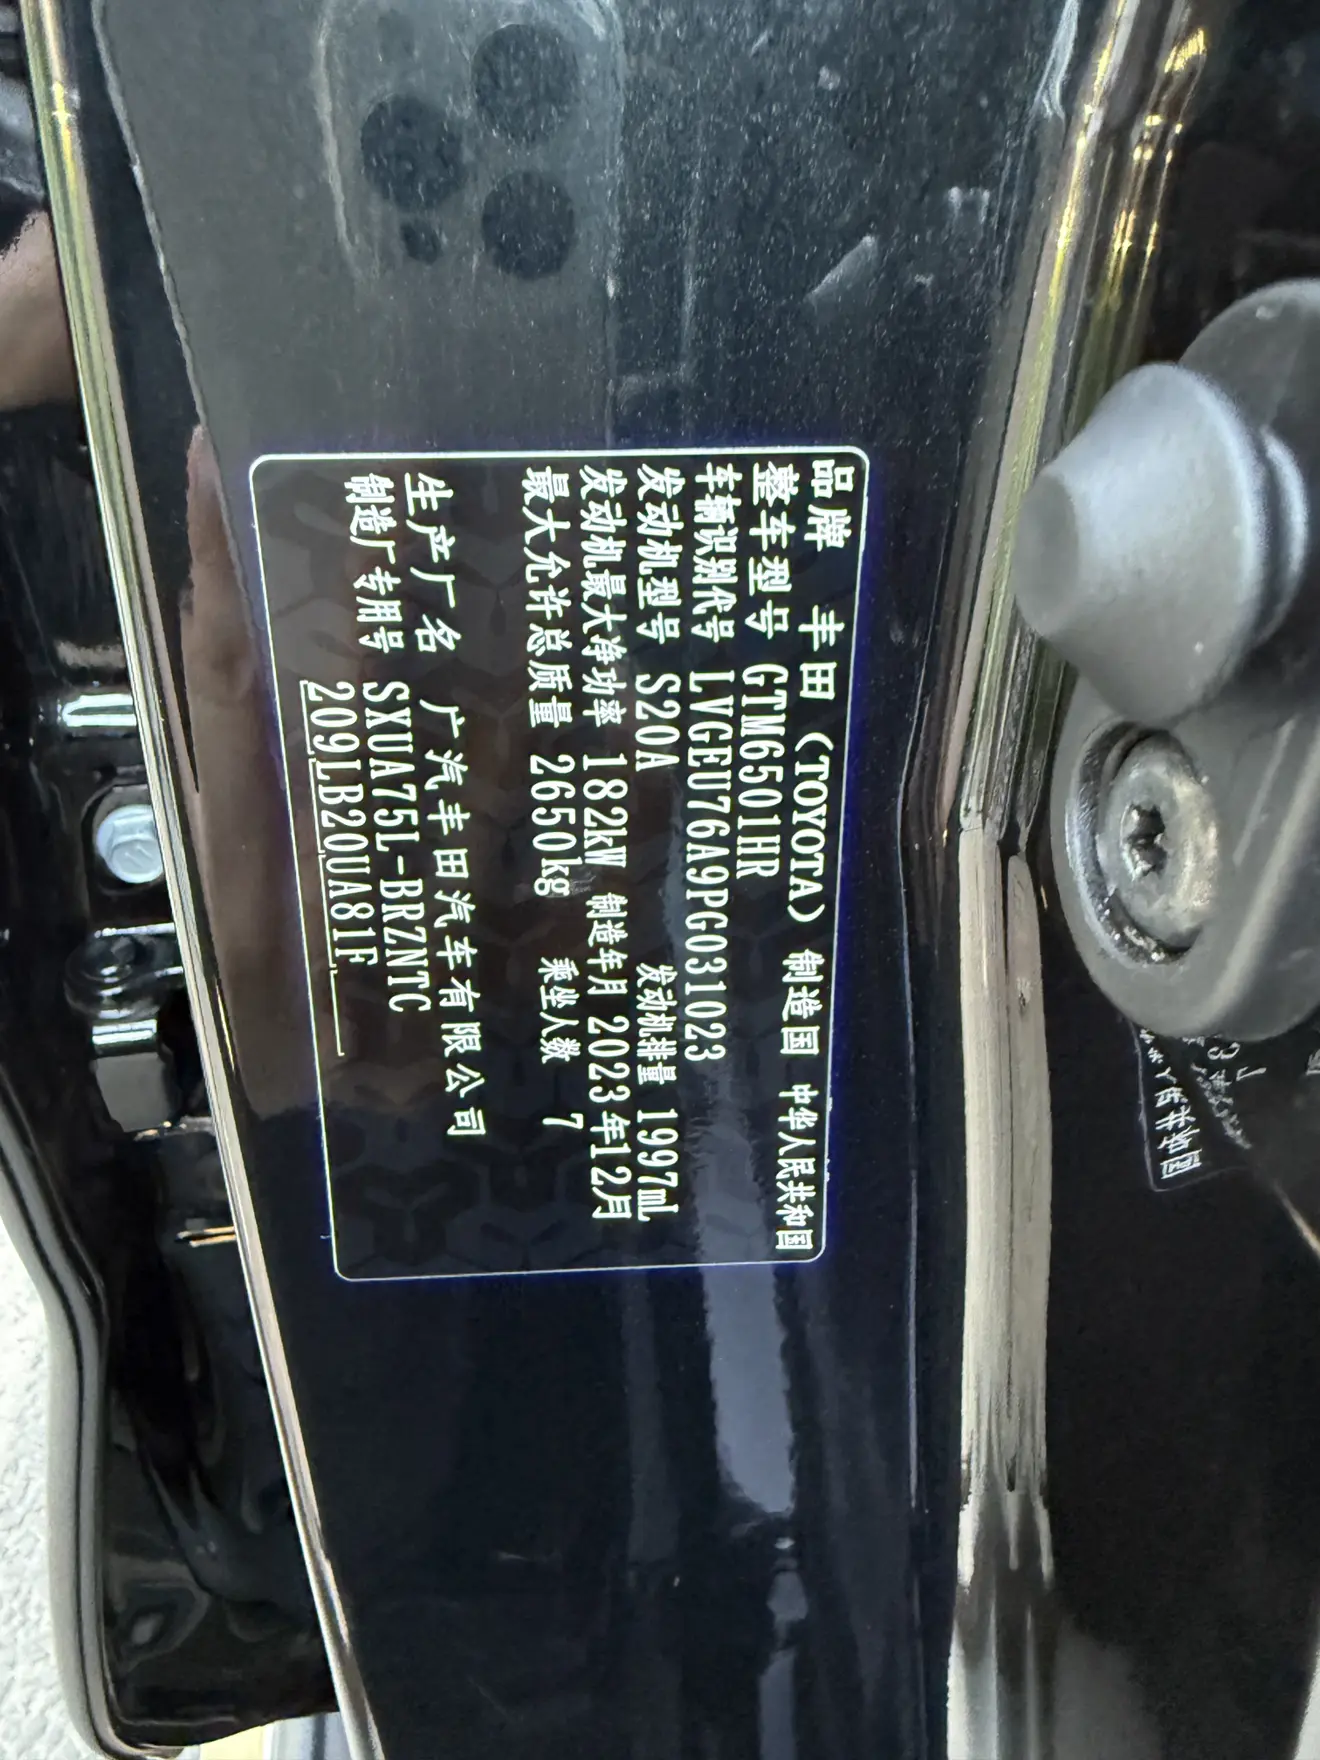 品牌 丰田 (TOYOTA) 制造国 中华人民共和国
整车型号 GTM6501HR
车辆识别代号 LVGEU76A9PG031023
发动机型号 S20A 发动机排量 1997mL
发动机最大净功率 182kW 制造年月 2023年12月
最大允许总质量 2650kg 乘坐人数 7
生产厂名 广汽丰田汽车有限公司
制造厂专用号 SXUA75L-BRZNTC
209LB20UA81F